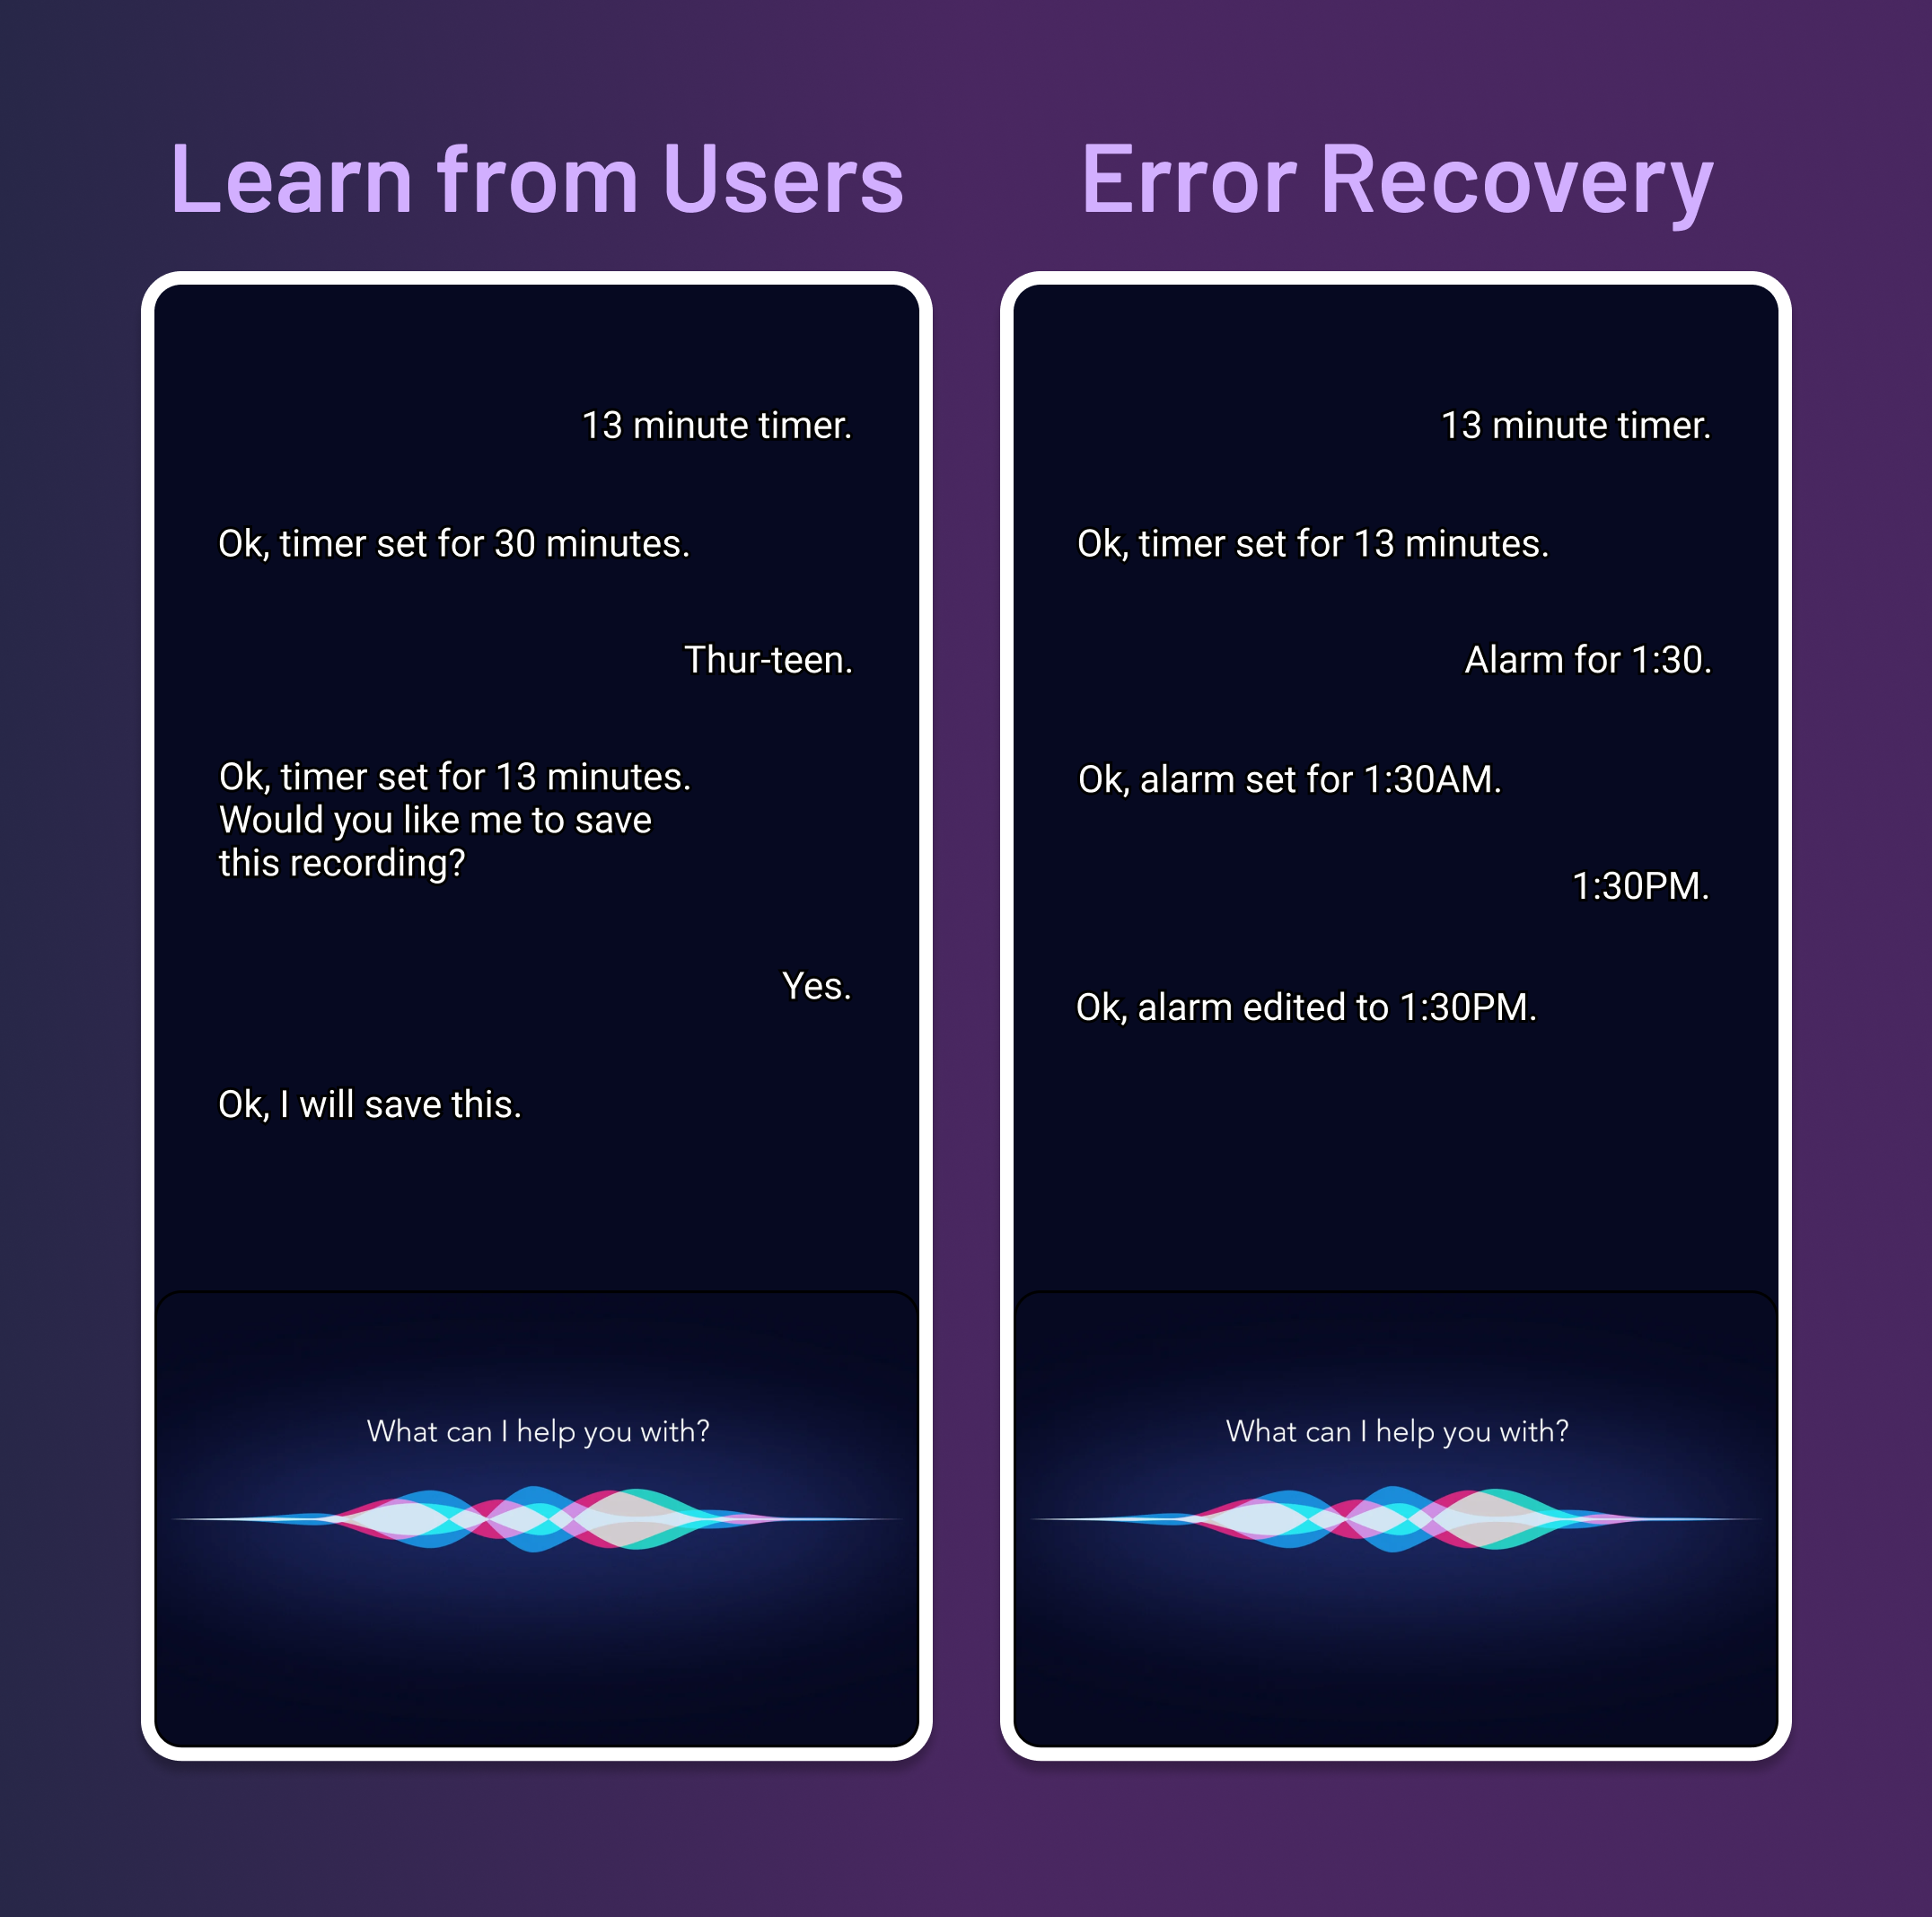 Learn from Users
13 minute timer.
Ok, timer set for 30 minutes.
Thur-teen.
Ok, timer set for 13 minutes.
Would you like me to save
this recording?
Yes.
Ok, I will save this.
What can I help you with?
Error Recovery
13 minute timer.
Ok, timer set for 13 minutes.
Alarm for 1:30.
Ok, alarm set for 1:30AM.
1:30PM.
Ok, alarm edited to 1:30PM.
What can I help you with?